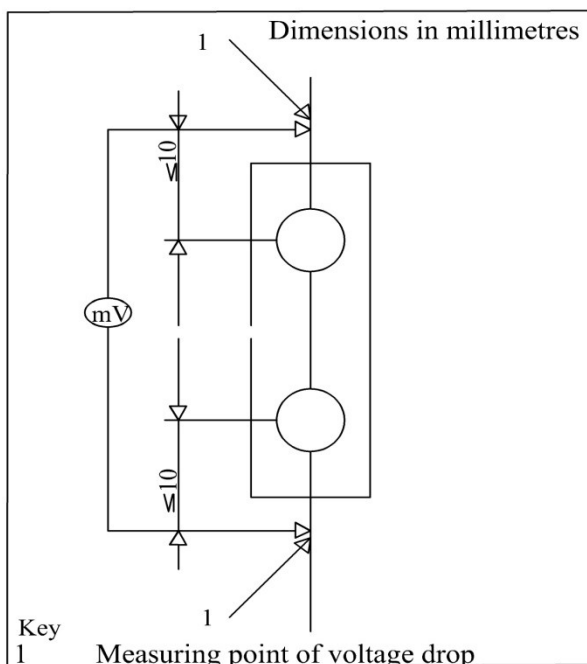 Dimensions in millimetres
1
≤10
mV
≤10
1
Key
1 Measuring point of voltage drop